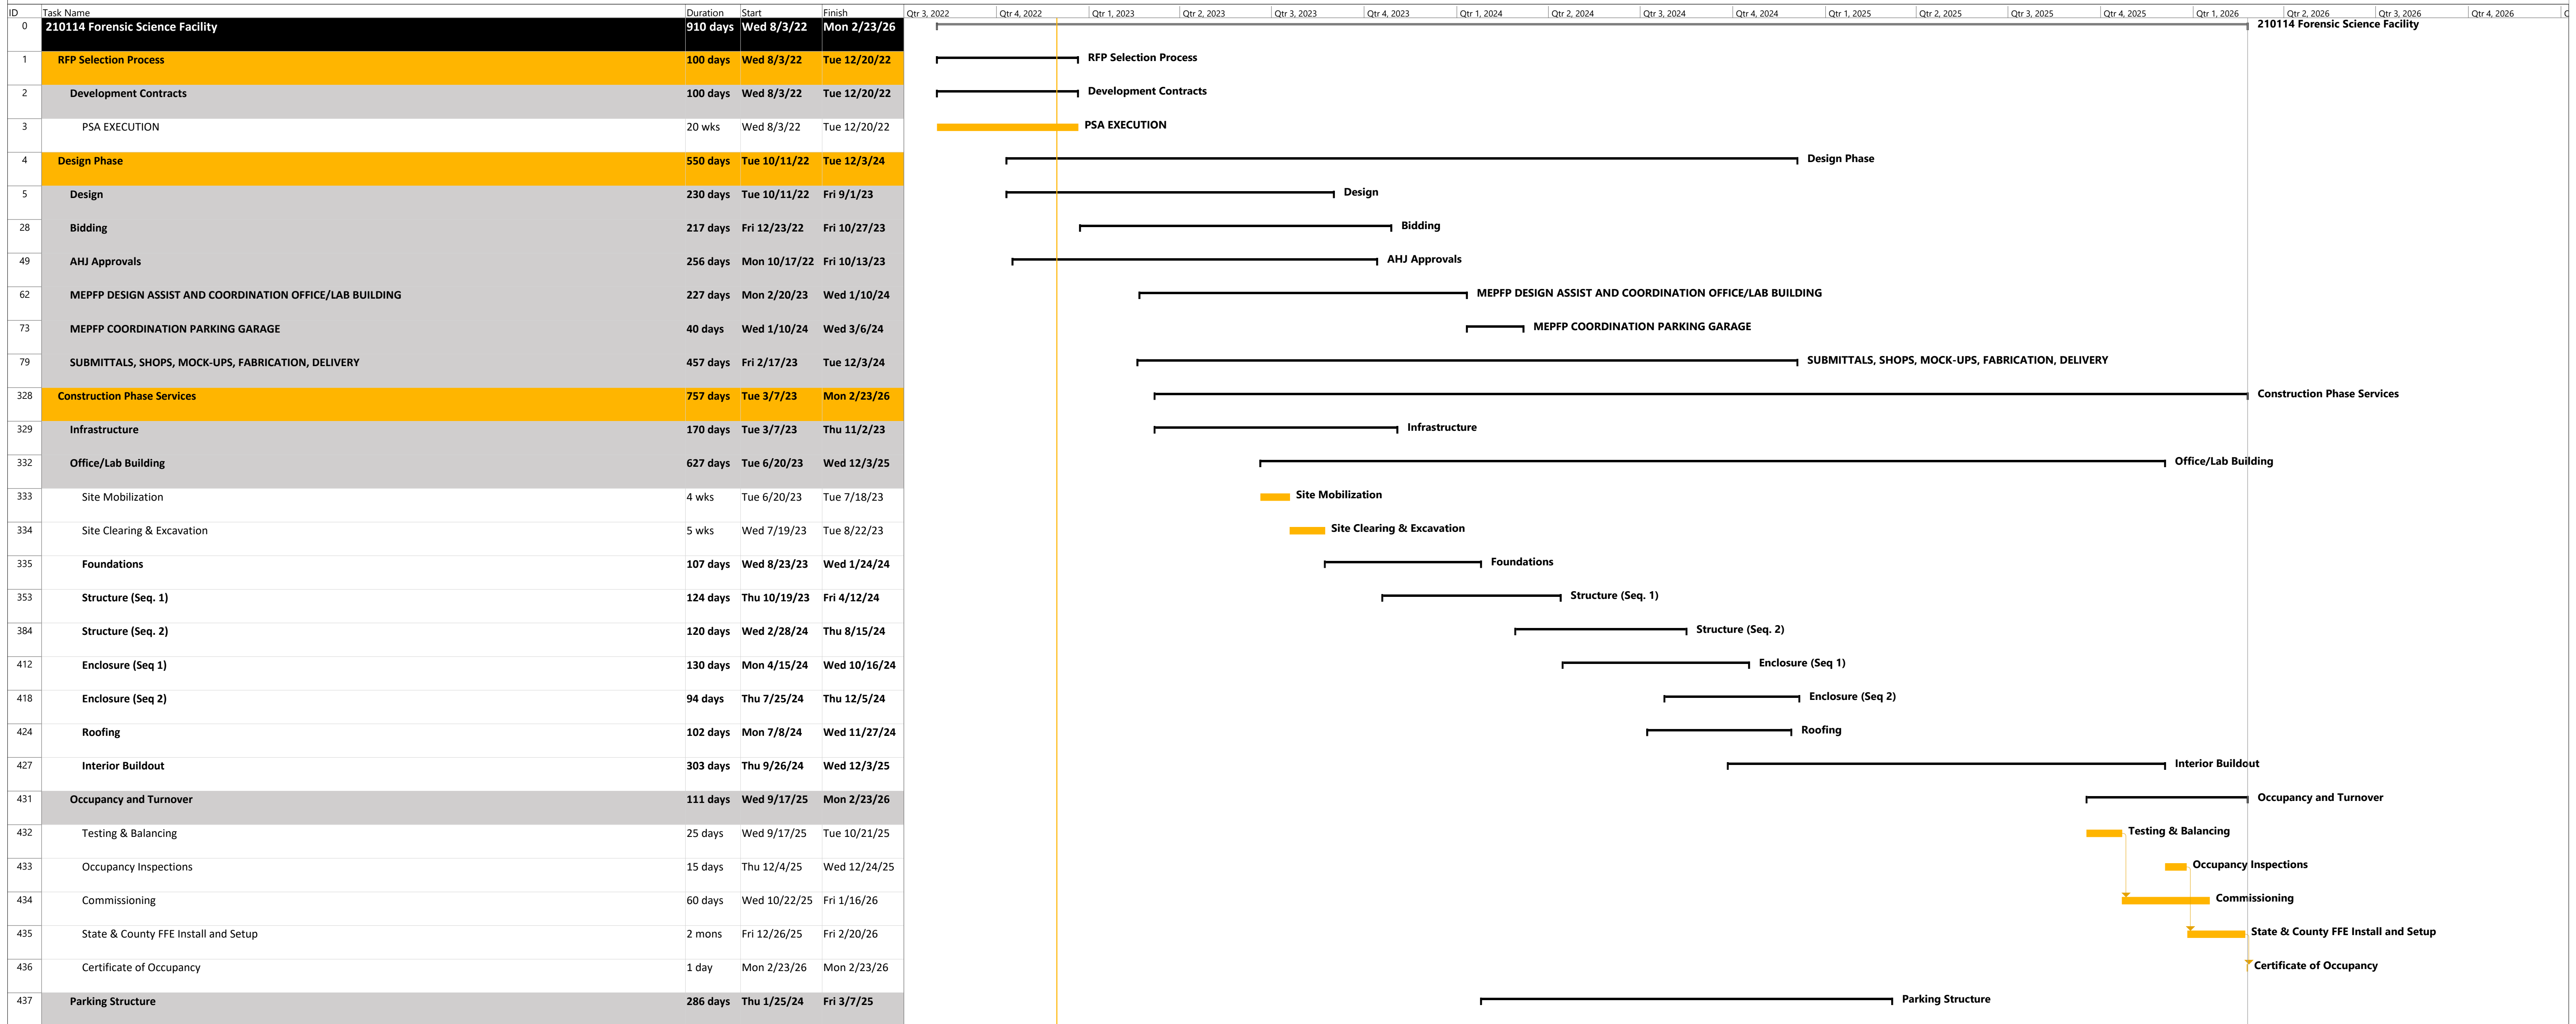 ID Task Name Duration Start Finish Qtr 3, 2022 Qtr 4, 2022 Qtr 1, 2023 Qtr 2, 2023 Qtr 3, 2023 Qtr 4, 2023 Qtr 1, 2024 Qtr 2, 2024 Qtr 3, 2024 Qtr 4, 2024 Qtr 1, 2025 Qtr 2, 2025 Qtr 3, 2025 Qtr 4, 2025 Qtr 1, 2026 Qtr 2, 2026 Qtr 3, 2026 Qtr 4, 2026
0 210114 Forensic Science Facility 910 days Wed 8/3/22 Mon 2/23/26 210114 Forensic Science Facility
1 RFP Selection Process 100 days Wed 8/3/22 Tue 12/20/22 RFP Selection Process
2 Development Contracts 100 days Wed 8/3/22 Tue 12/20/22 Development Contracts
3 PSA EXECUTION 20 wks Wed 8/3/22 Tue 12/20/22 PSA EXECUTION
4 Design Phase 550 days Tue 10/11/22 Tue 12/3/24 Design Phase
5 Design 230 days Tue 10/11/22 Fri 9/1/23 Design
28 Bidding 217 days Fri 12/23/22 Fri 10/27/23 Bidding
49 AHJ Approvals 256 days Mon 10/17/22 Fri 10/13/23 AHJ Approvals
62 MEPFP DESIGN ASSIST AND COORDINATION OFFICE/LAB BUILDING 227 days Mon 2/20/23 Wed 1/10/24 MEPFP DESIGN ASSIST AND COORDINATION OFFICE/LAB BUILDING
73 MEPFP COORDINATION PARKING GARAGE 40 days Wed 1/10/24 Wed 3/6/24 MEPFP COORDINATION PARKING GARAGE
79 SUBMITTALS, SHOPS, MOCK-UPS, FABRICATION, DELIVERY 457 days Fri 2/17/23 Tue 12/3/24 SUBMITTALS, SHOPS, MOCK-UPS, FABRICATION, DELIVERY
328 Construction Phase Services 757 days Tue 3/7/23 Mon 2/23/26 Construction Phase Services
329 Infrastructure 170 days Tue 3/7/23 Thu 11/2/23 Infrastructure
332 Office/Lab Building 627 days Tue 6/20/23 Wed 12/3/25 Office/Lab Building
333 Site Mobilization 4 wks Tue 6/20/23 Tue 7/18/23 Site Mobilization
334 Site Clearing & Excavation 5 wks Wed 7/19/23 Tue 8/22/23 Site Clearing & Excavation
335 Foundations 107 days Wed 8/23/23 Wed 1/24/24 Foundations
353 Structure (Seq. 1) 124 days Thu 10/19/23 Fri 4/12/24 Structure (Seq. 1)
384 Structure (Seq. 2) 120 days Wed 2/28/24 Thu 8/15/24 Structure (Seq. 2)
412 Enclosure (Seq 1) 130 days Mon 4/15/24 Wed 10/16/24 Enclosure (Seq 1)
418 Enclosure (Seq 2) 94 days Thu 7/25/24 Thu 12/5/24 Enclosure (Seq 2)
424 Roofing 102 days Mon 7/8/24 Wed 11/27/24 Roofing
427 Interior Buildout 303 days Thu 9/26/24 Wed 12/3/25 Interior Buildout
431 Occupancy and Turnover 111 days Wed 9/17/25 Mon 2/23/26 Occupancy and Turnover
432 Testing & Balancing 25 days Wed 9/17/25 Tue 10/21/25 Testing & Balancing
433 Occupancy Inspections 15 days Thu 12/4/25 Wed 12/24/25 Occupancy Inspections
434 Commissioning 60 days Wed 10/22/25 Fri 1/16/26 Commissioning
435 State & County FFE Install and Setup 2 mons Fri 12/26/25 Fri 2/20/26 State & County FFE Install and Setup
436 Certificate of Occupancy 1 day Mon 2/23/26 Mon 2/23/26 Certificate of Occupancy
437 Parking Structure 286 days Thu 1/25/24 Fri 3/7/25 Parking Structure